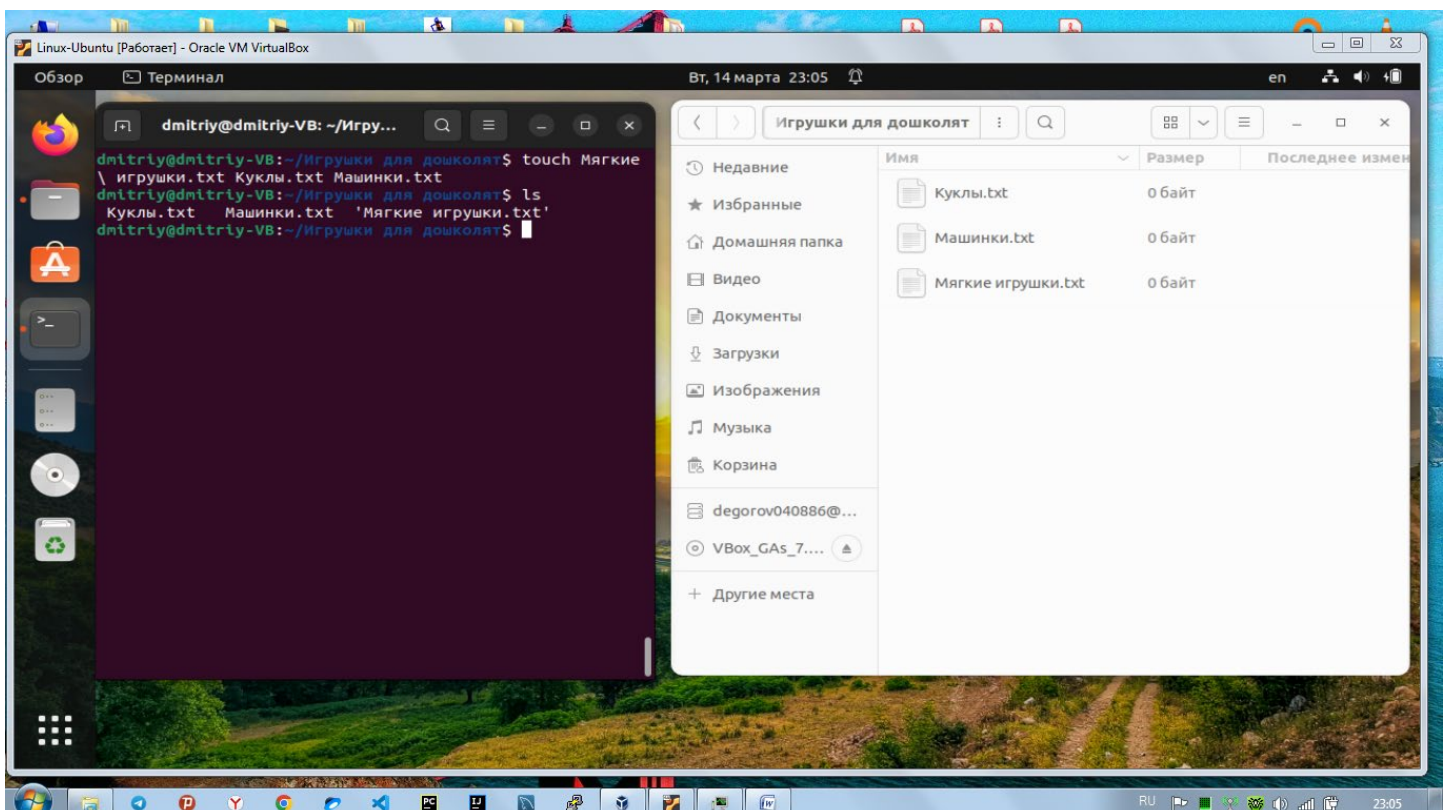 Linux-Ubuntu [Работает] - Oracle VM VirtualBox
Обзор Терминал Вт, 14 марта 23:05 en
dmitriy@dmitriy-VB: ~/Игру...
dmitriy@dmitriy-VB:~/Игрушки для дошколят$ touch Мягкие
\ игрушки.txt Куклы.txt Машинки.txt
dmitriy@dmitriy-VB:~/Игрушки для дошколят$ ls
Куклы.txt Машинки.txt 'Мягкие игрушки.txt'
dmitriy@dmitriy-VB:~/Игрушки для дошколят$
Игрушки для дошколят
Недавние
Избранные
Домашняя папка
Видео
Документы
Загрузки
Изображения
Музыка
Корзина
degorov040886@...
VBox_GAs_7....
Другие места
Имя Размер Последнее измен
Куклы.txt 0 байт
Машинки.txt 0 байт
Мягкие игрушки.txt 0 байт
RU 23:05